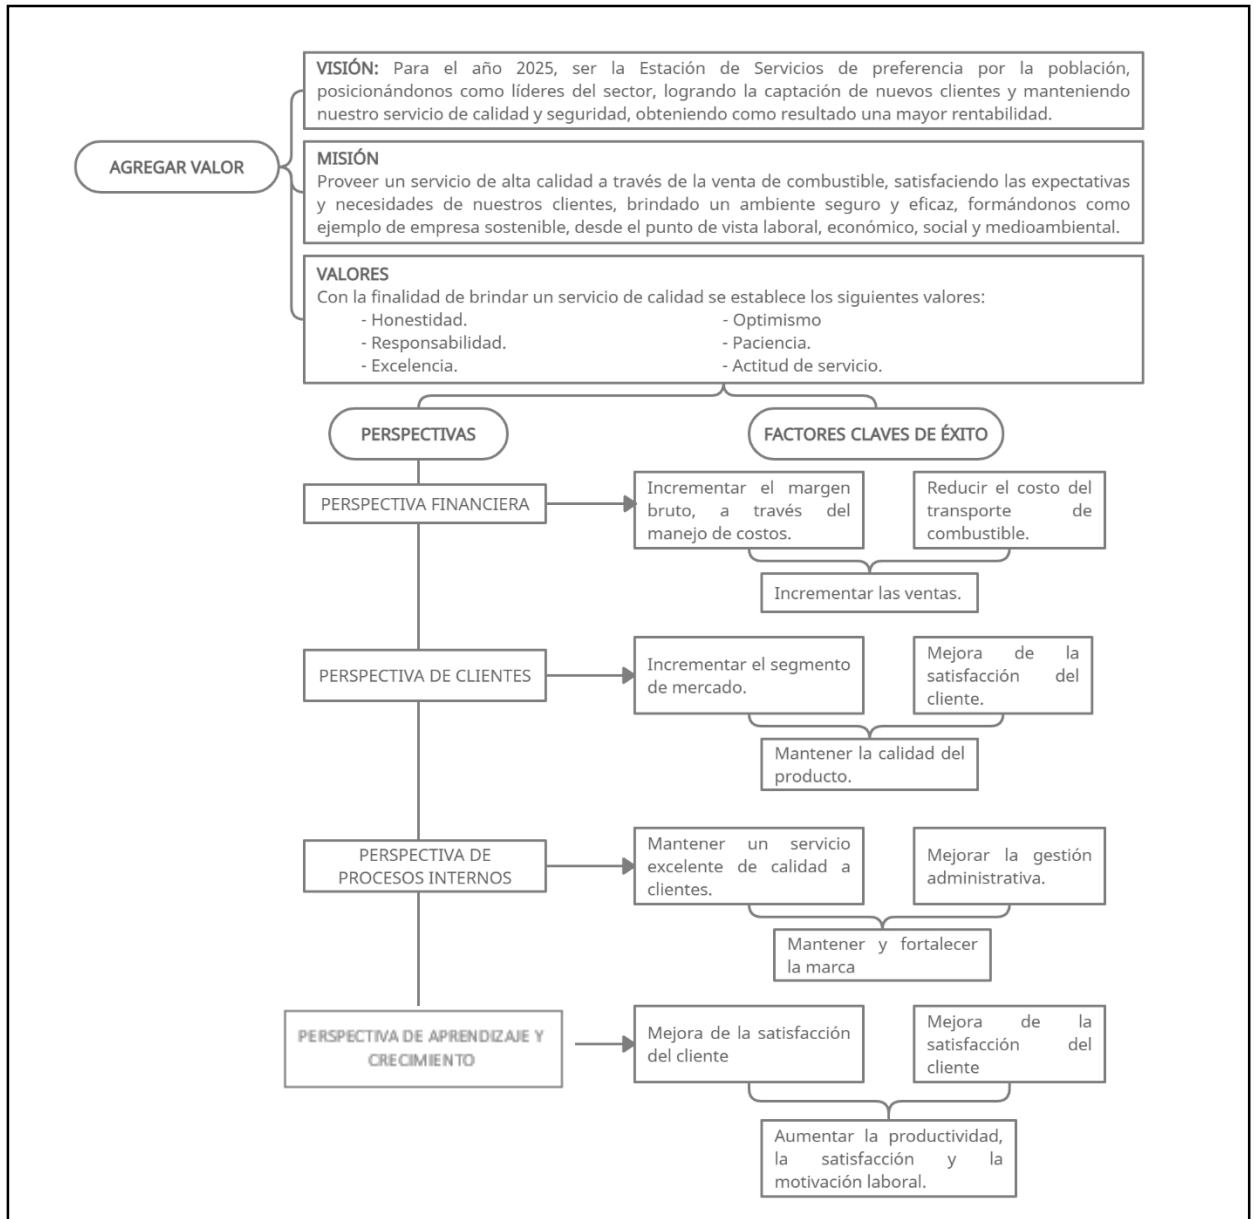 VISIÓN: Para el año 2025, ser la Estación de Servicios de preferencia por la población,
posicionándonos como líderes del sector, logrando la captación de nuevos clientes y manteniendo
nuestro servicio de calidad y seguridad, obteniendo como resultado una mayor rentabilidad.
AGREGAR VALOR
MISIÓN
Proveer un servicio de alta calidad a través de la venta de combustible, satisfaciendo las expectativas
y necesidades de nuestros clientes, brindado un ambiente seguro y eficaz, formándonos como
ejemplo de empresa sostenible, desde el punto de vista laboral, económico, social y medioambiental.
VALORES
Con la finalidad de brindar un servicio de calidad se establece los siguientes valores:
- Honestidad.
- Responsabilidad.
- Excelencia.
- Optimismo
- Paciencia.
- Actitud de servicio.
PERSPECTIVAS
FACTORES CLAVES DE ÉXITO
PERSPECTIVA FINANCIERA
Incrementar el margen
bruto, a través del
manejo de costos.
Reducir el costo del
transporte de
combustible.
Incrementar las ventas.
PERSPECTIVA DE CLIENTES
Incrementar el segmento
de mercado.
Mejora de la
satisfacción del
cliente.
Mantener la calidad del
producto.
PERSPECTIVA DE
PROCESOS INTERNOS
Mantener un servicio
excelente de calidad a
clientes.
Mejorar la gestión
administrativa.
Mantener y fortalecer
la marca
PERSPECTIVA DE APRENDIZAJE Y
CRECIMIENTO
Mejora de la satisfacción
del cliente
Mejora de la
satisfacción del
cliente
Aumentar la productividad,
la satisfacción y la
motivación laboral.